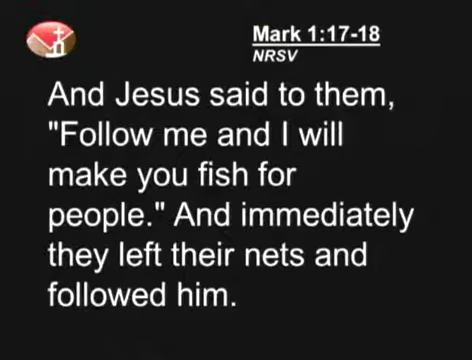 Mark 1:17-18
NRSV
And Jesus said to them,
"Follow me and I will
make you fish for
people." And immediately
they left their nets and
followed him.